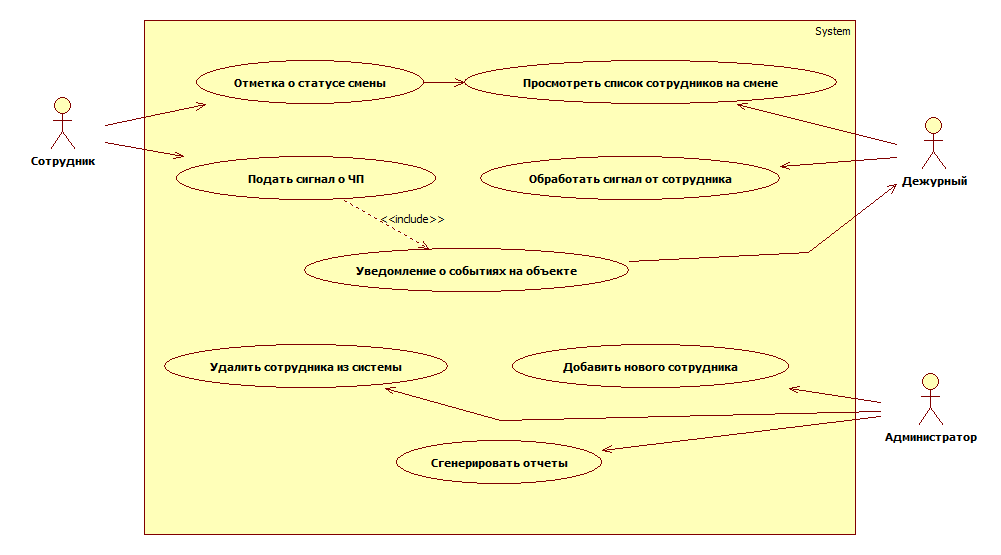 System
Отметка о статусе смены
Просмотреть список сотрудников на смене
Сотрудник
Дежурный
Подать сигнал о ЧП
Обработать сигнал от сотрудника
<<include>>
Уведомление о событиях на объекте
Удалить сотрудника из системы
Добавить нового сотрудника
Администратор
Сгенерировать отчеты